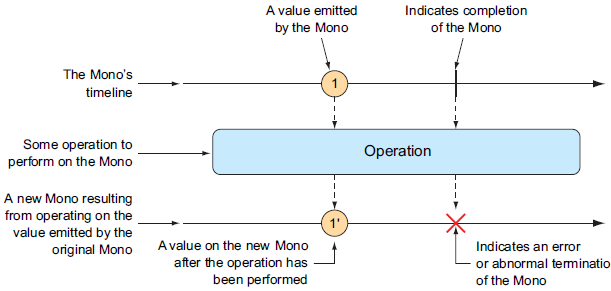 A value emitted
by the Mono
Indicates completion
of the Mono
The Mono's
timeline
1
Some operation to
perform on the Mono
Operation
A new Mono resulting
from operating on the
value emitted by the
original Mono
1'
A value on the new Mono
after the operation has
been performed
Indicates an error
or abnormal terminatio
of the Mono